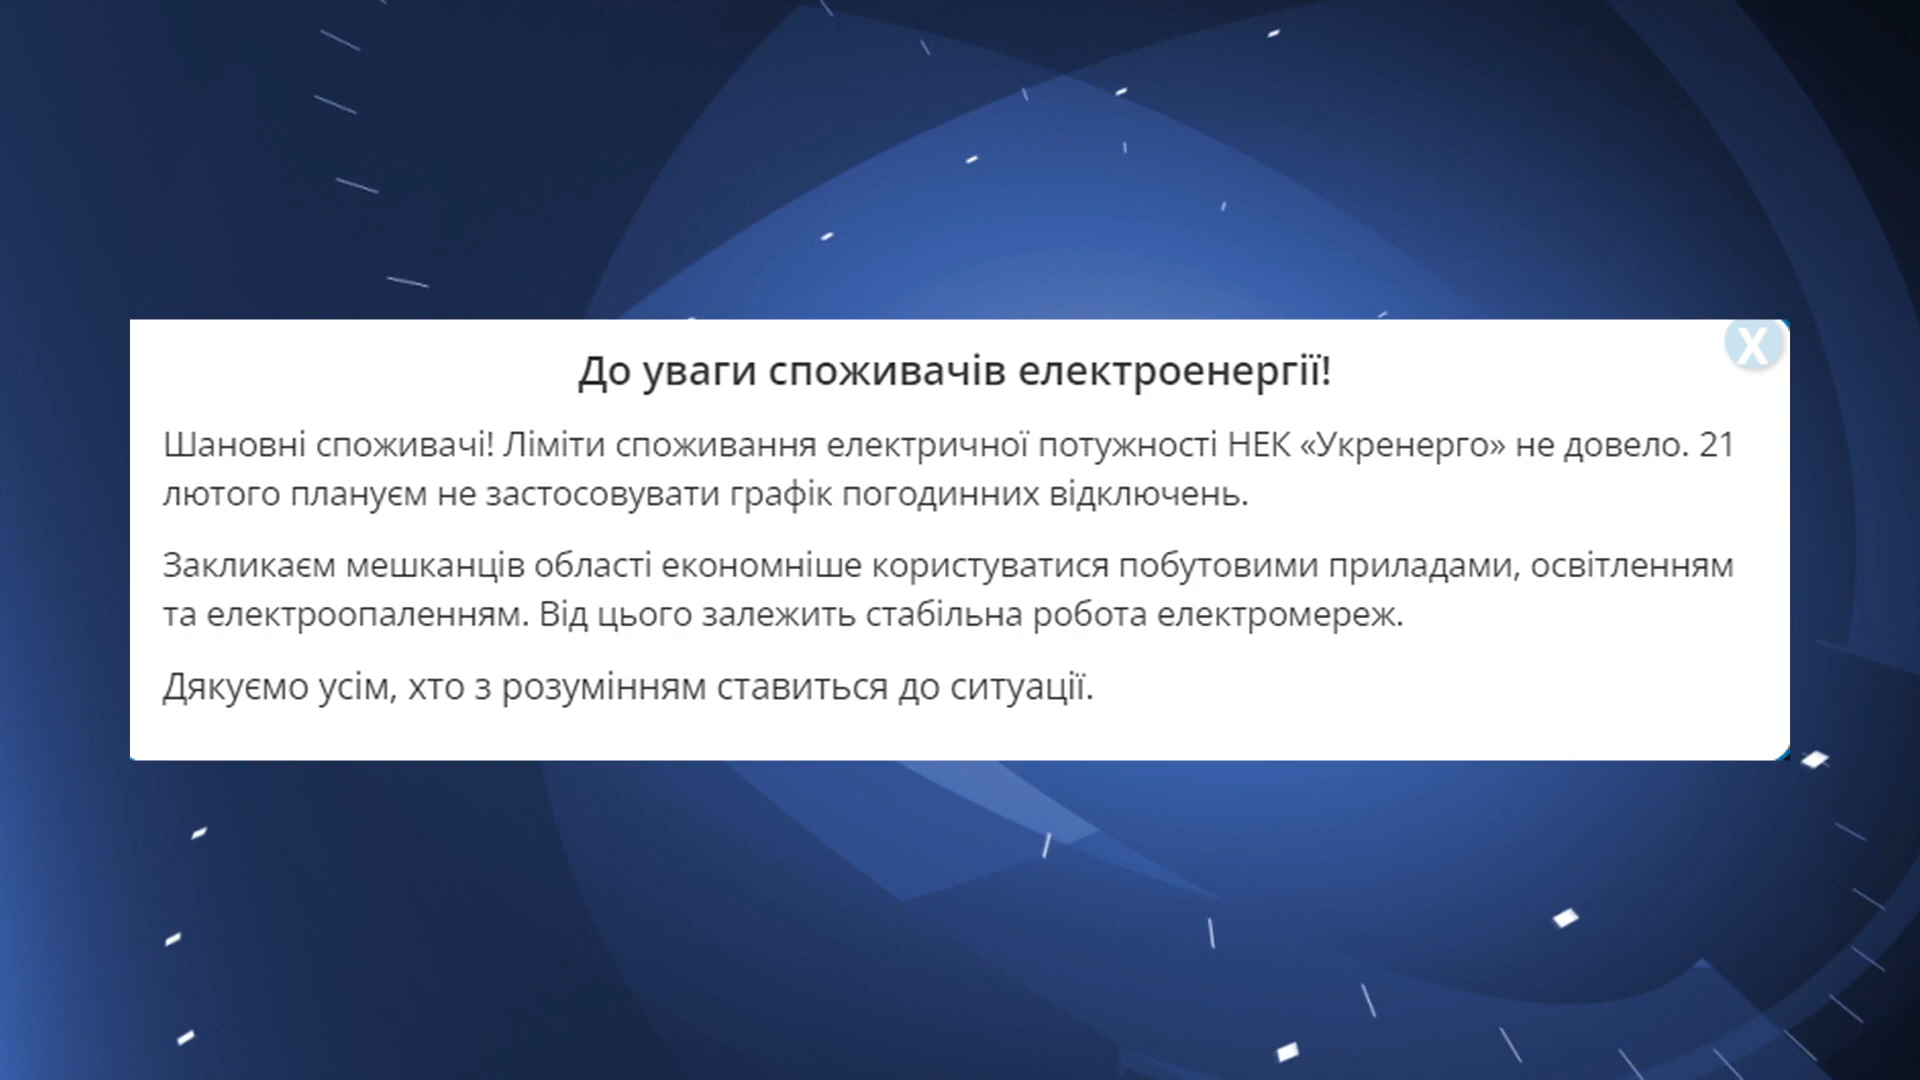 До уваги споживачів електроенергії!
X
Шановні споживачі! Ліміти споживання електричної потужності НЕК «Укренерго» не довело. 21
лютого плануєм не застосовувати графік погодинних відключень.
Закликаєм мешканців області економніше користуватися побутовими приладами, освітленням
та електроопаленням. Від цього залежить стабільна робота електромереж.
Дякуємо усім, хто з розумінням ставиться до ситуації.